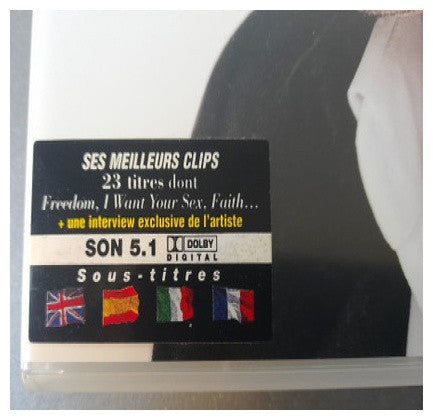 SES MEILLEURS CLIPS
23 titres dont
Freedom, I Want Your Sex, Faith...
+ une interview exclusive de l'artiste
SON 5.1 DOLBY
DIGITAL
Sous-titres